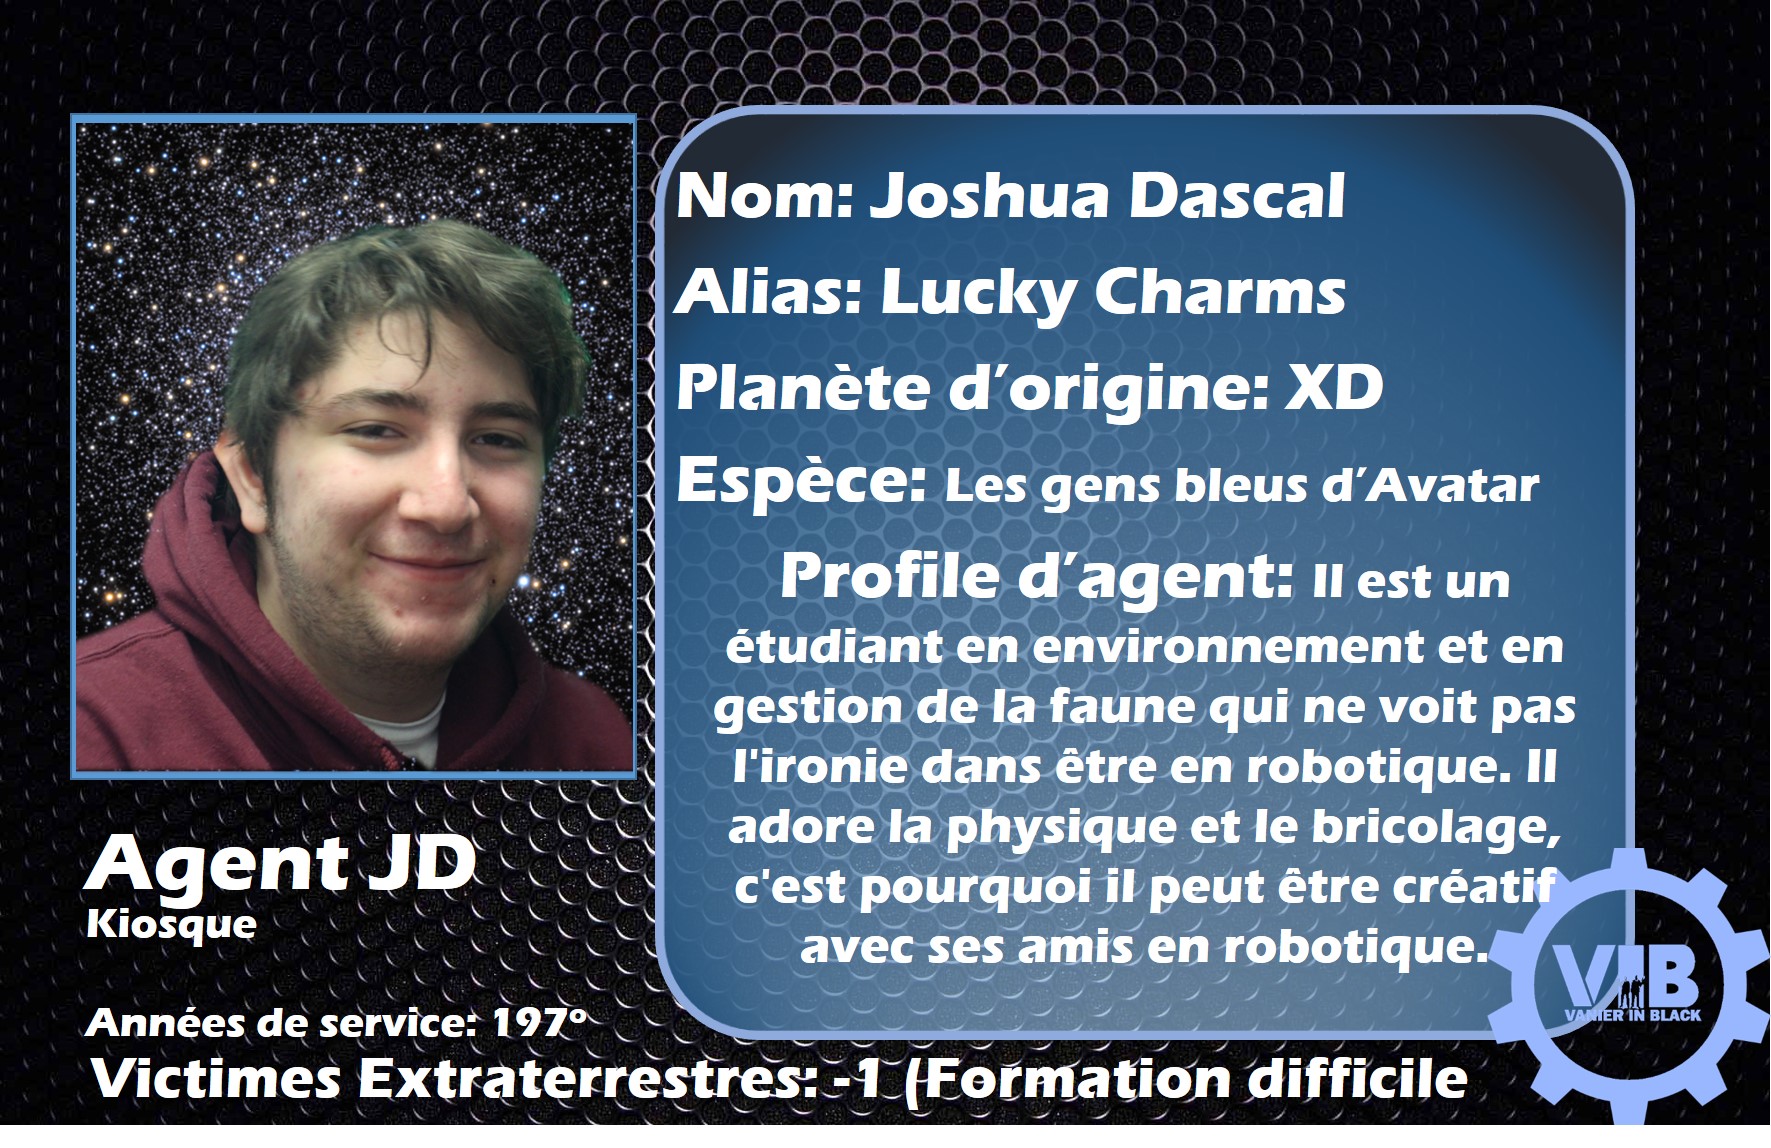 Nom: Joshua Dascal
Alias: Lucky Charms
Planète d'origine: XD
Espèce: Les gens bleus d'Avatar
Profile d'agent: Il est un
étudiant en environnement et en
gestion de la faune qui ne voit pas
l'ironie dans être en robotique. Il
adore la physique et le bricolage,
c'est pourquoi il peut être créatif
avec ses amis en robotique.
Agent JD
Kiosque
Années de service: 197º
Victimes Extraterrestres: -1 (Formation difficile
VIB
VANIER IN BLACK